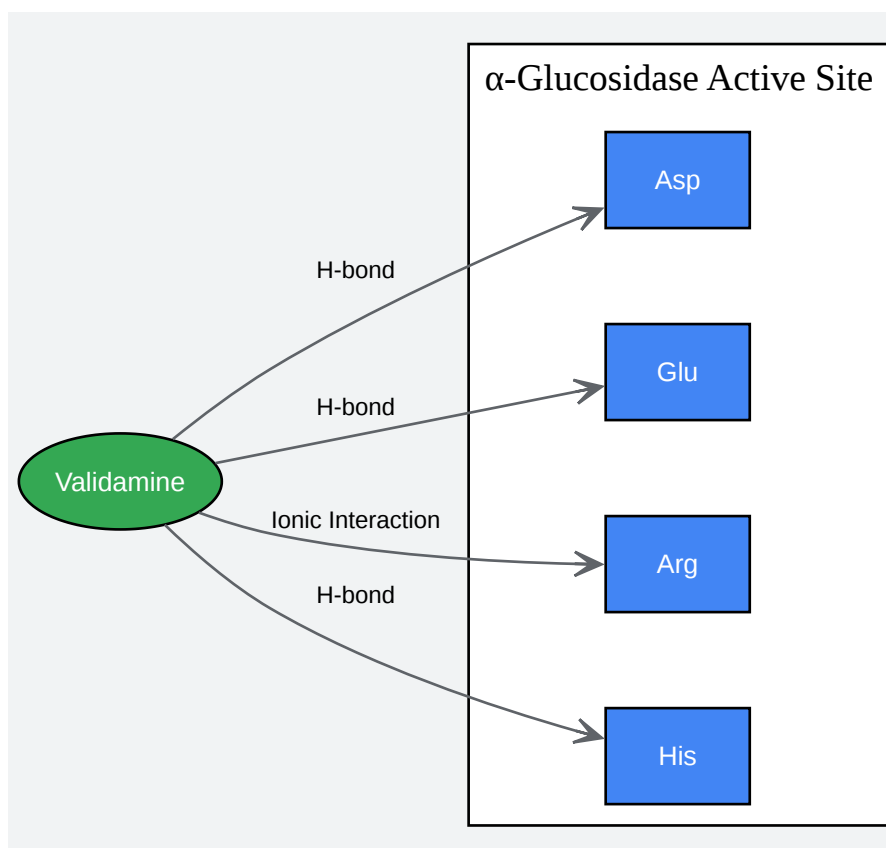 α-Glucosidase Active Site
Asp
H-bond
Glu
H-bond
Validamine
Ionic Interaction
Arg
H-bond
His